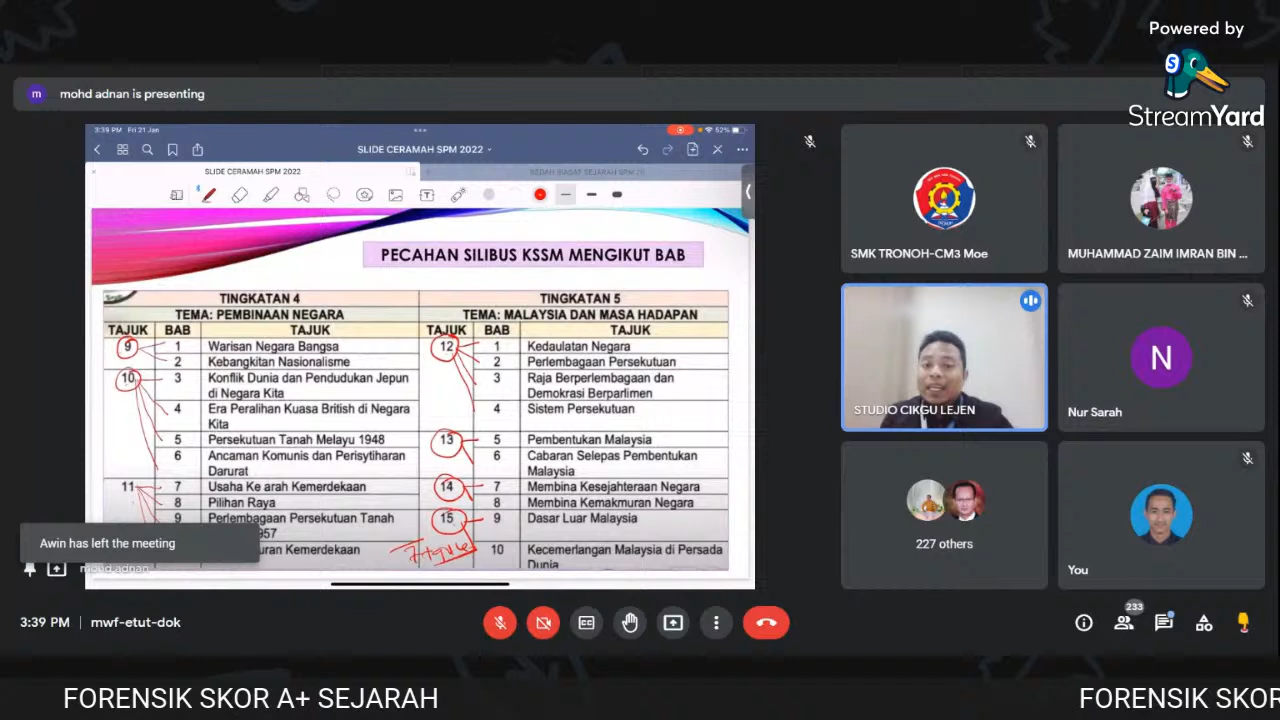 Powered by
StreamYard
m mohd adnan is presenting
3:39 PM Fri 21 Jan
52%
SLIDE CERAMAH SPM 2022
SLIDE CERAMAH SPM 2022
BEDAH SIASAT SEJARAH SPM
PECAHAN SILIBUS KSSM MENGIKUT BAB
TINGKATAN 4 TINGKATAN 5
TEMA: PEMBINAAN NEGARA TEMA: MALAYSIA DAN MASA HADAPAN
TAJUK BAB TAJUK TAJUK BAB TAJUK
9 1 Warisan Negara Bangsa 12 1 Kedaulatan Negara
2 Kebangkitan Nasionalisme 2 Perlembagaan Persekutuan
10 3 Konflik Dunia dan Pendudukan Jepun 3 Raja Berperlembagaan dan
di Negara Kita Demokrasi Berparlimen
4 Era Peralihan Kuasa British di Negara 4 Sistem Persekutuan
Kita
5 Persekutuan Tanah Melayu 1948 13 5 Pembentukan Malaysia
6 Ancaman Komunis dan Perisytiharan 6 Cabaran Selepas Pembentukan
Darurat Malaysia
11 7 Usaha Ke arah Kemerdekaan 14 7 Membina Kesejahteraan Negara
8 Pilihan Raya 8 Membina Kemakmuran Negara
9 Perlembagaan Persekutuan Tanah 15 9 Dasar Luar Malaysia
957
uran Kemerdekaan 10 Kecemerlangan Malaysia di Persada
Dunia
Awin has left the meeting
mohd adnan
SMK TRONOH-CM3 Moe
MUHAMMAD ZAIM IMRAN BIN ...
STUDIO CIKGU LEJEN
N
Nur Sarah
227 others
You
3:39 PM | mwf-etut-dok
233
FORENSIK SKOR A+ SEJARAH FORENSIK SKOR